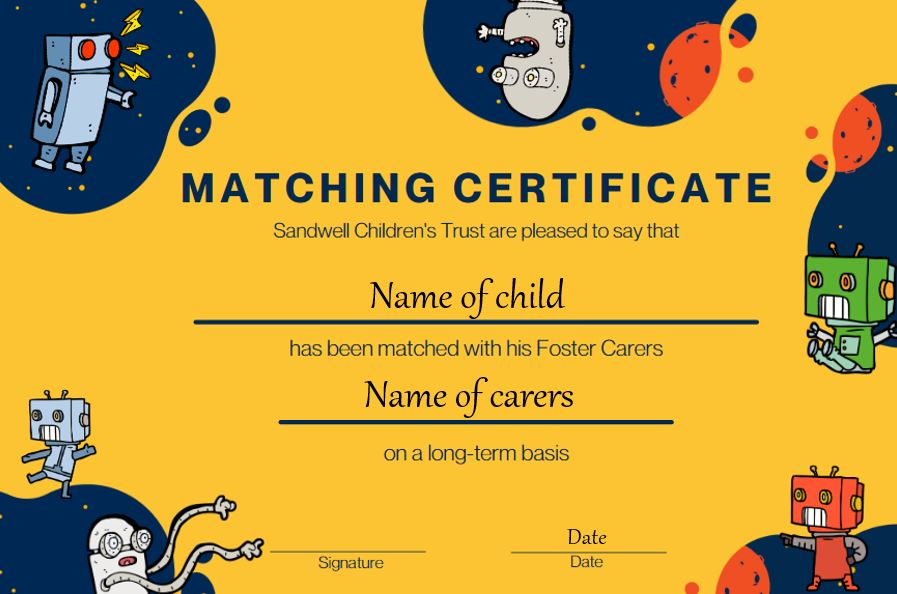 MATCHING CERTIFICATE
Sandwell Children's Trust are pleased to say that
Name of child
has been matched with his Foster Carers
Name of carers
on a long-term basis
Date
Signature
Date